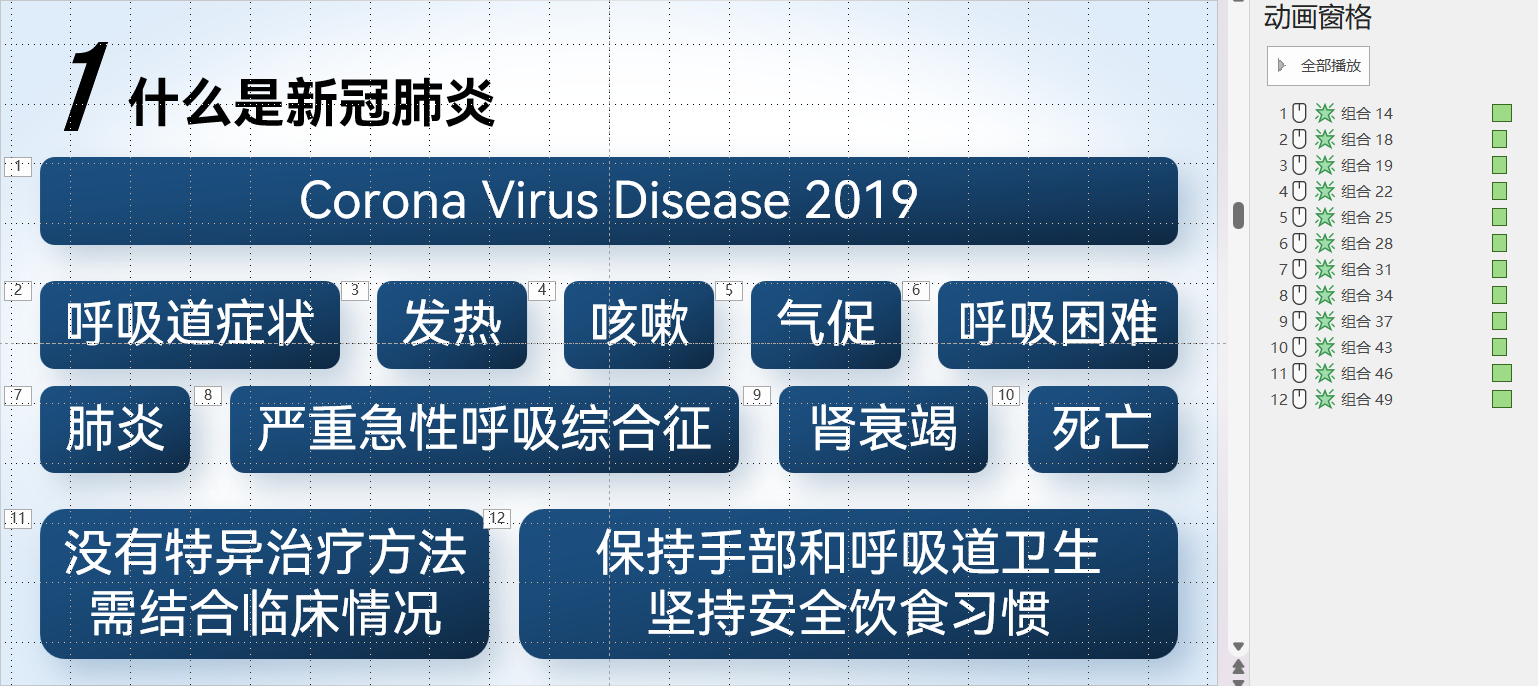 1 什么是新冠肺炎
1
Corona Virus Disease 2019
2 呼吸道症状 3 发热 4 咳嗽 5 气促 6 呼吸困难
7 肺炎 8 严重急性呼吸综合征 9 肾衰竭 10 死亡
11 没有特异治疗方法
需结合临床情况
12 保持手部和呼吸道卫生
坚持安全饮食习惯
动画窗格
全部播放
1 组合 14
2 组合 18
3 组合 19
4 组合 22
5 组合 25
6 组合 28
7 组合 31
8 组合 34
9 组合 37
10 组合 43
11 组合 46
12 组合 49